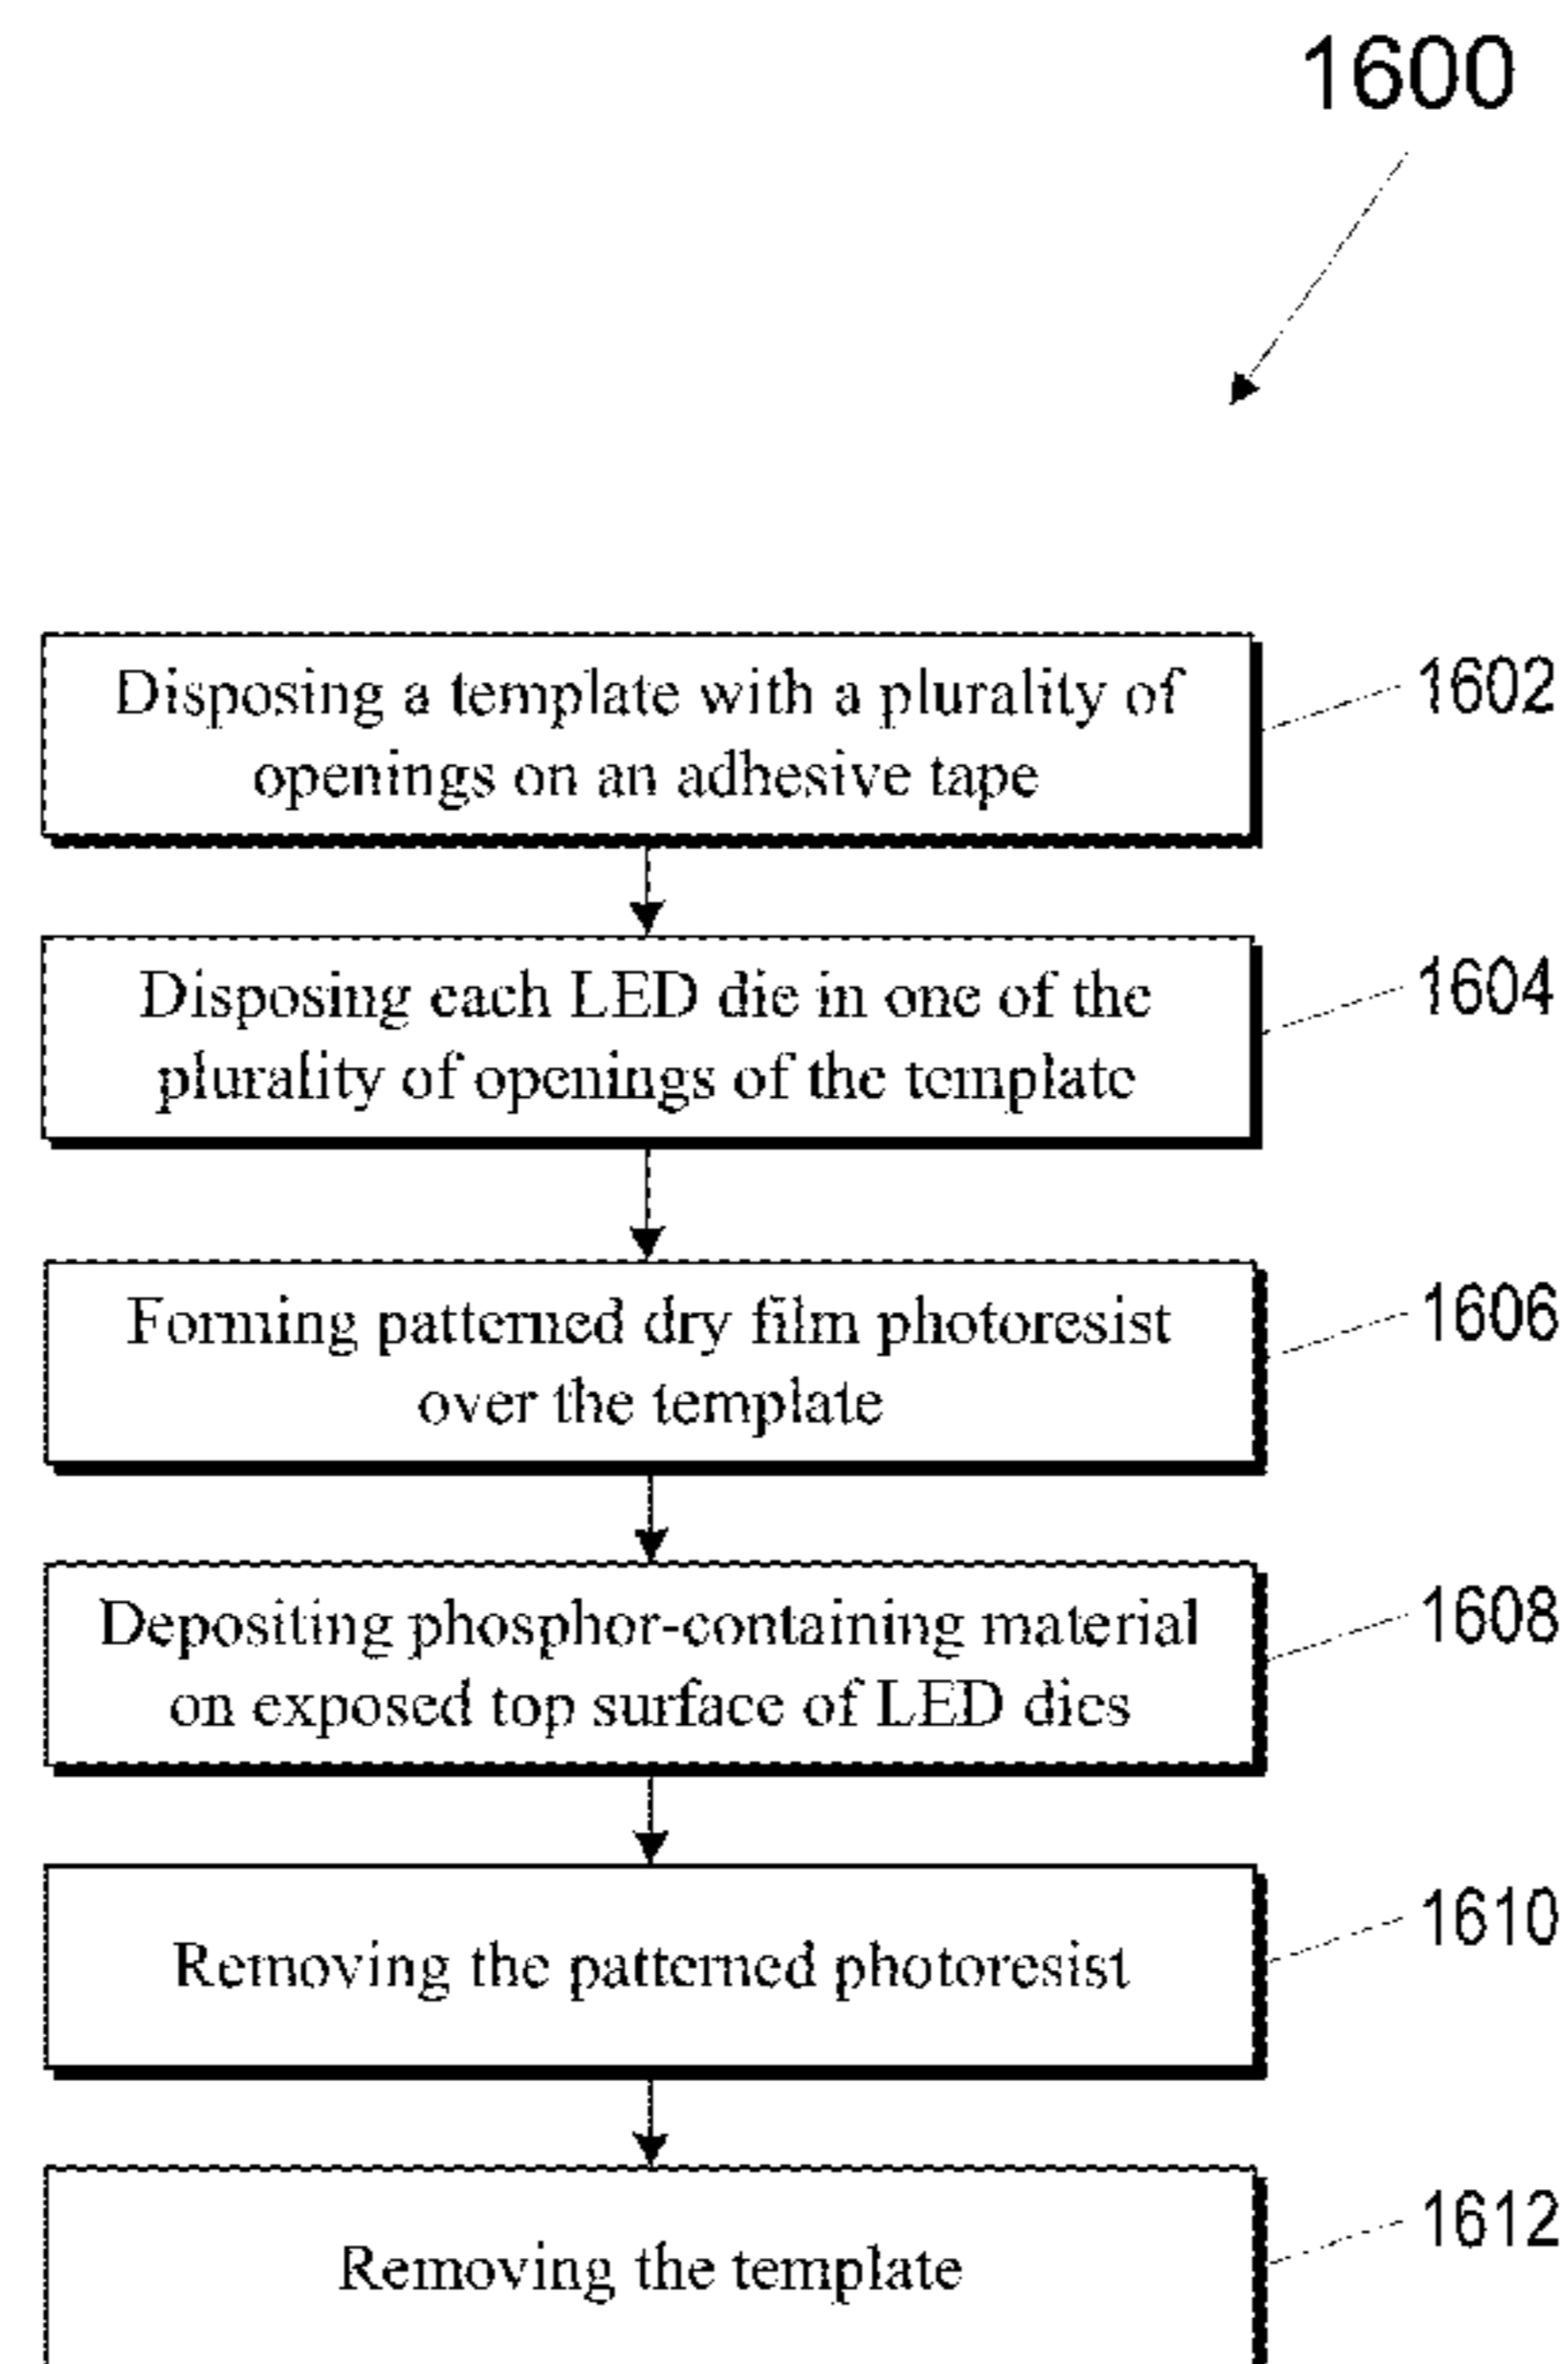 1600
Disposing a template with a plurality of
openings on an adhesive tape
1602
Disposing each LED die in one of the
plurality of openings of the template
1604
Forming patterned dry film photoresist
over the template
1606
Depositing phosphor-containing material
on exposed top surface of LED dies
1608
Removing the patterned photoresist
1610
Removing the template
1612